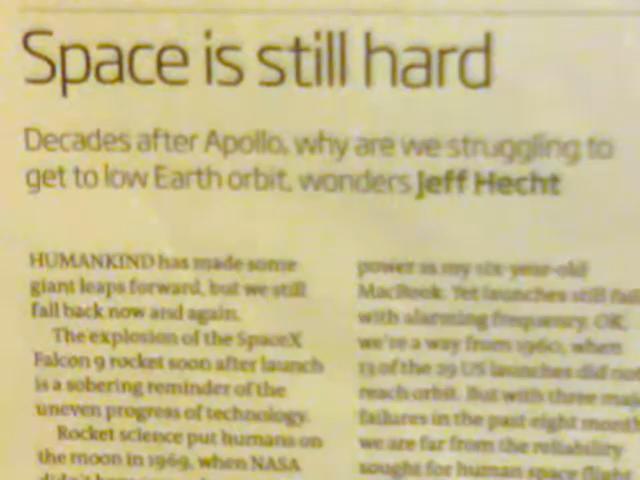 Space is still hard
Decades after Apollo, why are we struggling to
get to low Earth orbit, wonders Jeff Hecht
HUMANKIND has made some
giant leaps forward, but we still
fall back now and again.
The explosion of the SpaceX
Falcon 9 rocket soon after launch
is a sobering reminder of the
uneven progress of technology.
Rocket science put humans on
the moon in 1969, when NASA
power as my six-year-old
MacBook. Yet launches still fail
with alarming frequency. OK,
we're a way from 1960, when
13 of the 29 US launches did not
reach orbit. But with three
failures in the past eight
we are far from the reliability
sought for human space flight